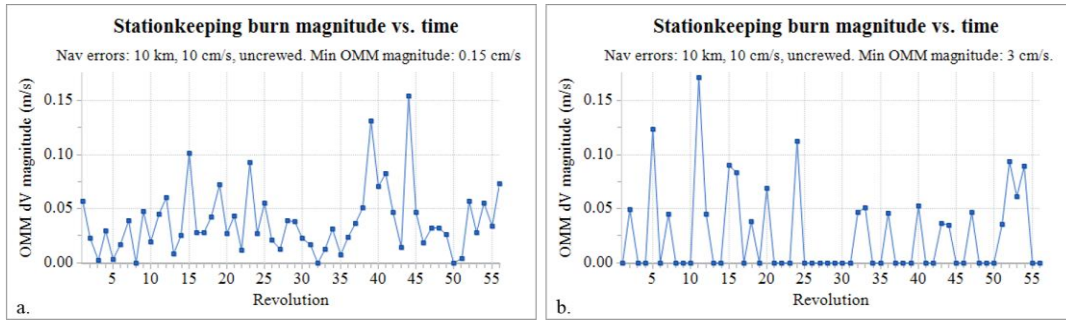 Stationkeeping burn magnitude vs. time
Nav errors: 10 km, 10 cm/s, uncrewed. Min OMM magnitude: 0.15 cm/s
OMM dV magnitude (m/s)
0.15
0.10
0.05
0.00
5 10 15 20 25 30 35 40 45 50 55
Revolution
a.
Stationkeeping burn magnitude vs. time
Nav errors: 10 km, 10 cm/s, uncrewed. Min OMM magnitude: 3 cm/s.
OMM dV magnitude (m/s)
0.15
0.10
0.05
0.00
5 10 15 20 25 30 35 40 45 50 55
Revolution
b.